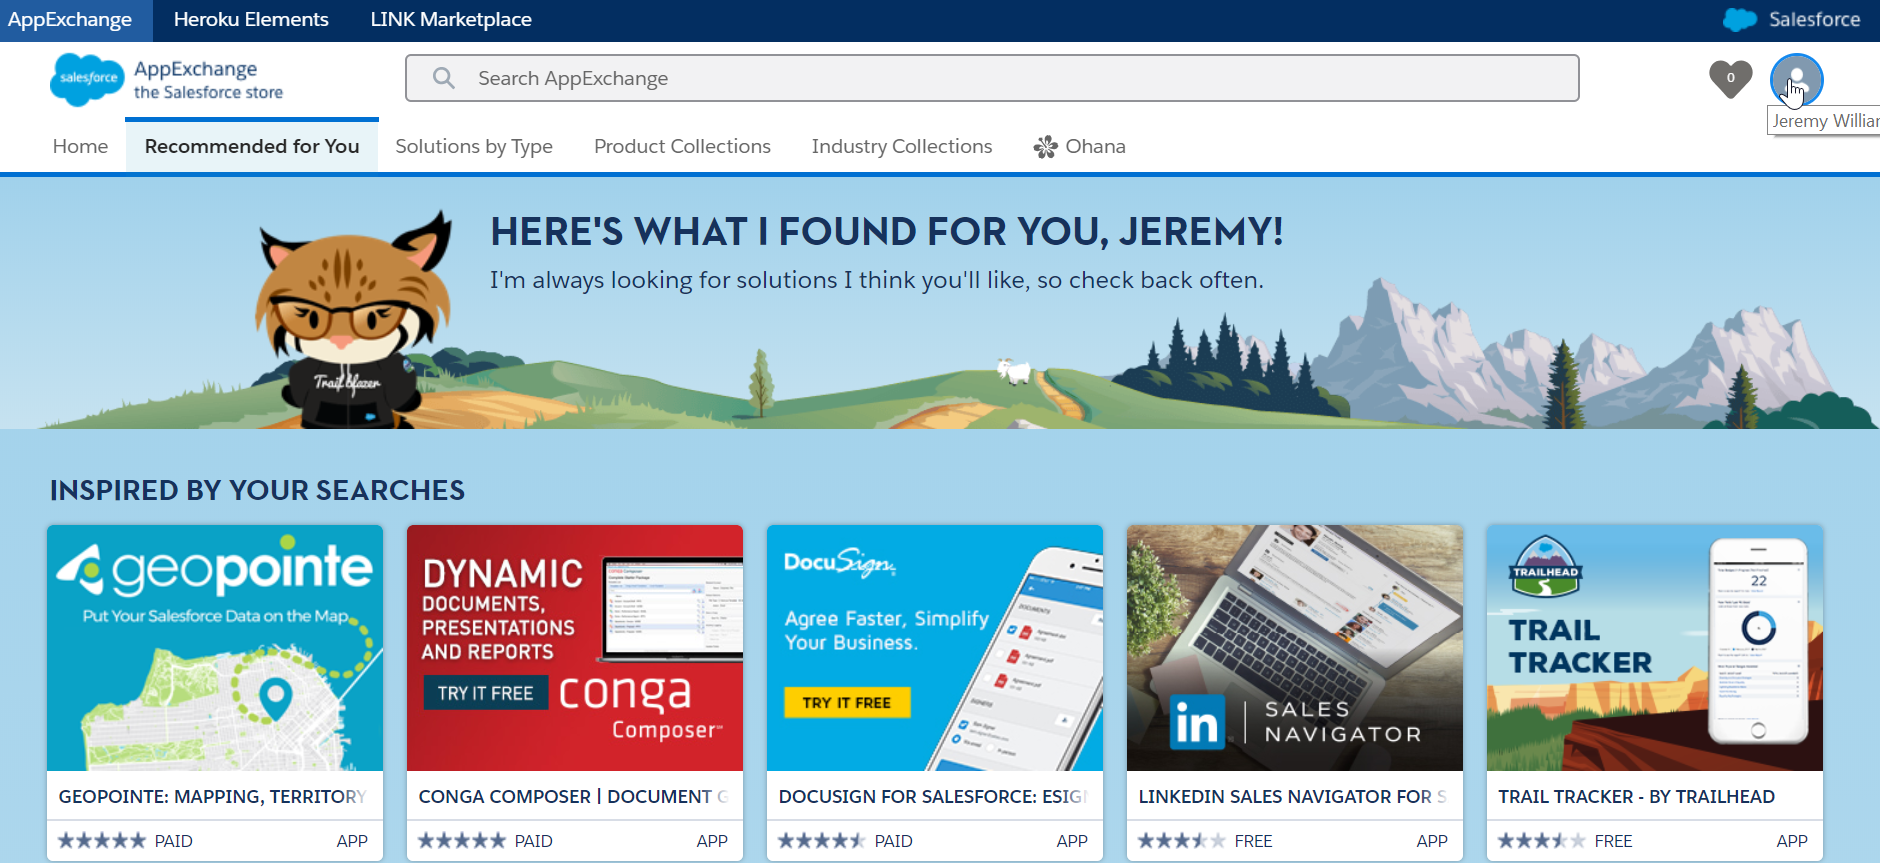 AppExchange Heroku Elements LINK Marketplace Salesforce
salesforce
AppExchange
the Salesforce store
Search AppExchange
0
Jeremy Willia
Home Recommended for You Solutions by Type Product Collections Industry Collections Ohana
HERE'S WHAT I FOUND FOR YOU, JEREMY!
I'm always looking for solutions I think you'll like, so check back often.
Trailblazer
INSPIRED BY YOUR SEARCHES
geopointe
Put Your Salesforce Data on the Map.
DYNAMIC
DOCUMENTS,
PRESENTATIONS
AND REPORTS
TRY IT FREE
conga
Composer℠
DocuSign
Agree Faster, Simplify
Your Business.
TRY IT FREE
DOCUMENTS
in
SALES
NAVIGATOR
TRAILHEAD
TRAIL
TRACKER
22
GEOPOINTE: MAPPING, TERRITORY
CONGA COMPOSER | DOCUMENT G
DOCUSIGN FOR SALESFORCE: ESIGN
LINKEDIN SALES NAVIGATOR FOR S
TRAIL TRACKER - BY TRAILHEAD
PAID APP
PAID APP
PAID APP
FREE APP
FREE APP